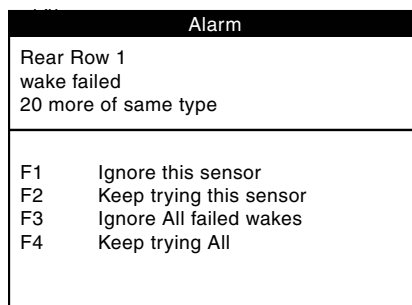 Alarm
Rear Row 1
wake failed
20 more of same type
F1 Ignore this sensor
F2 Keep trying this sensor
F3 Ignore All failed wakes
F4 Keep trying All